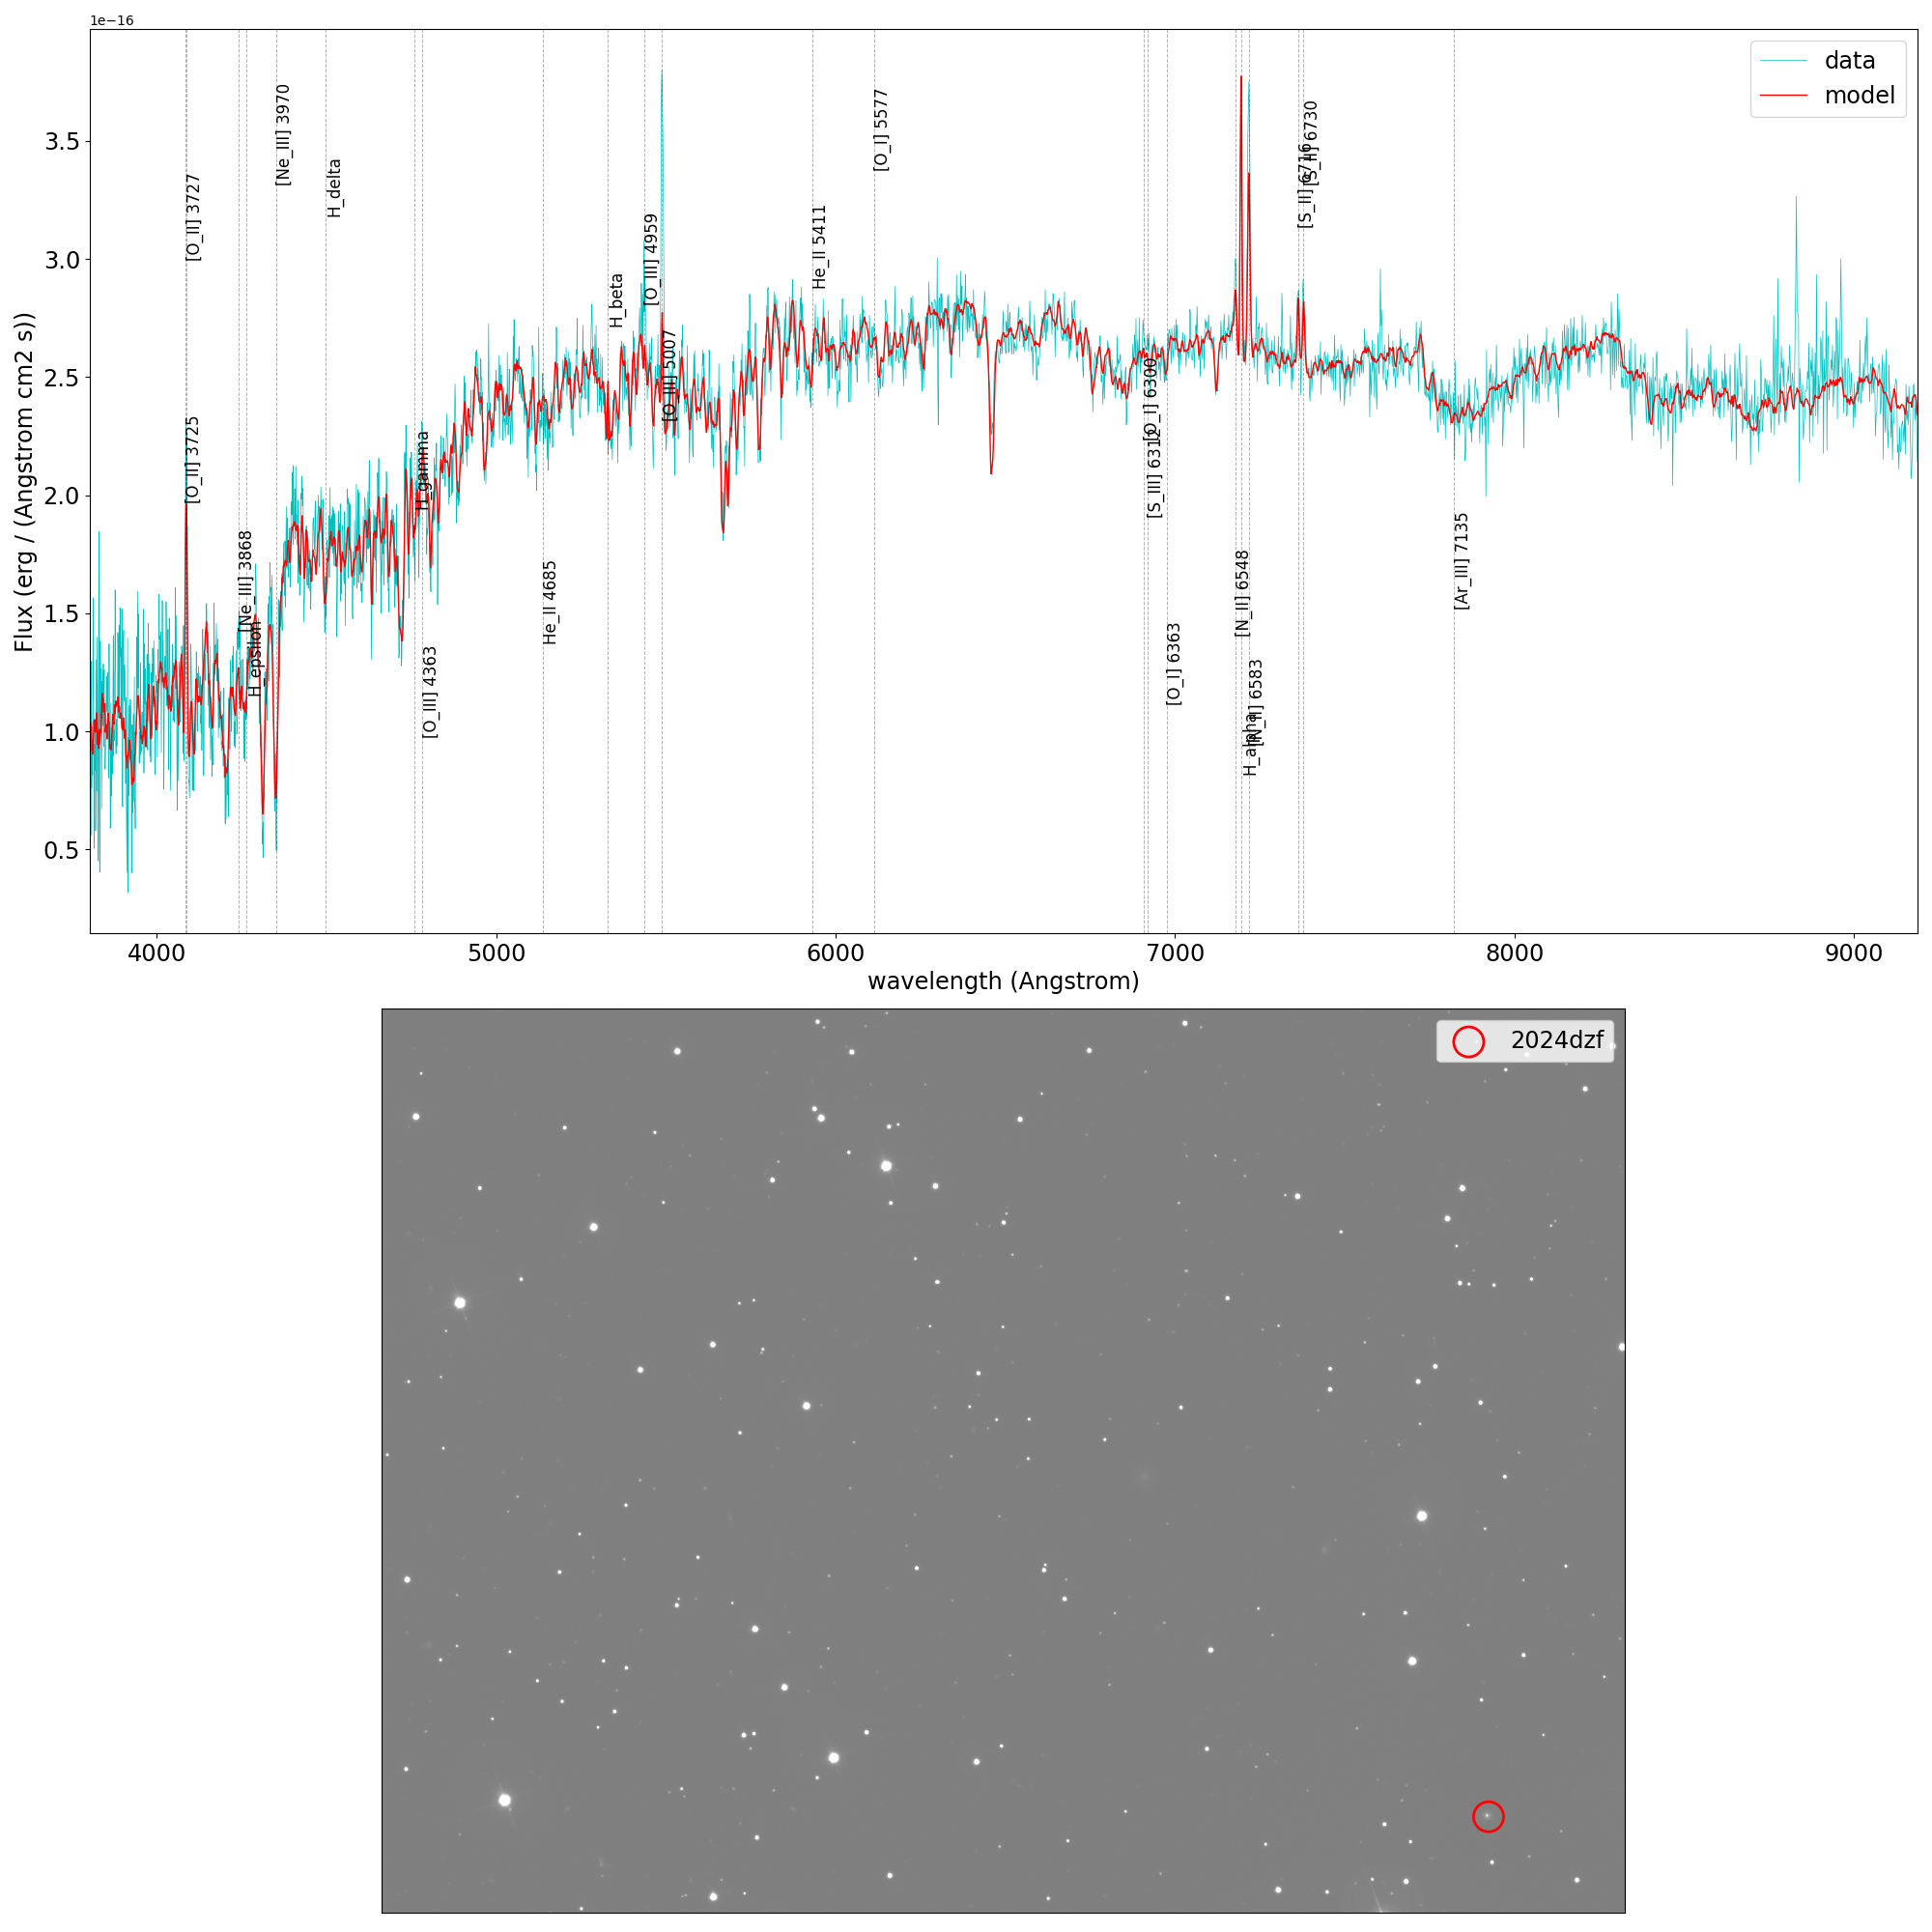 1e−16
data
model
3.5
3.0
2.5
2.0
1.5
1.0
0.5
Flux (erg / (Angstrom cm2 s))
[O_II] 3725
[O_II] 3727
[Ne_III] 3868
H_epsilon
[Ne_III] 3970
H_delta
H_gamma
[O_III] 4363
He_II 4685
H_beta
[O_III] 4959
[O_III] 5007
He_II 5411
[O_I] 5577
[O_I] 6300
[S_III] 6312
[O_I] 6363
[N_II] 6548
H_alpha
[N_II] 6583
[S_II] 6716
[S_II] 6730
[Ar_III] 7135
4000
5000
6000
7000
8000
9000
wavelength (Angstrom)
2024dzf